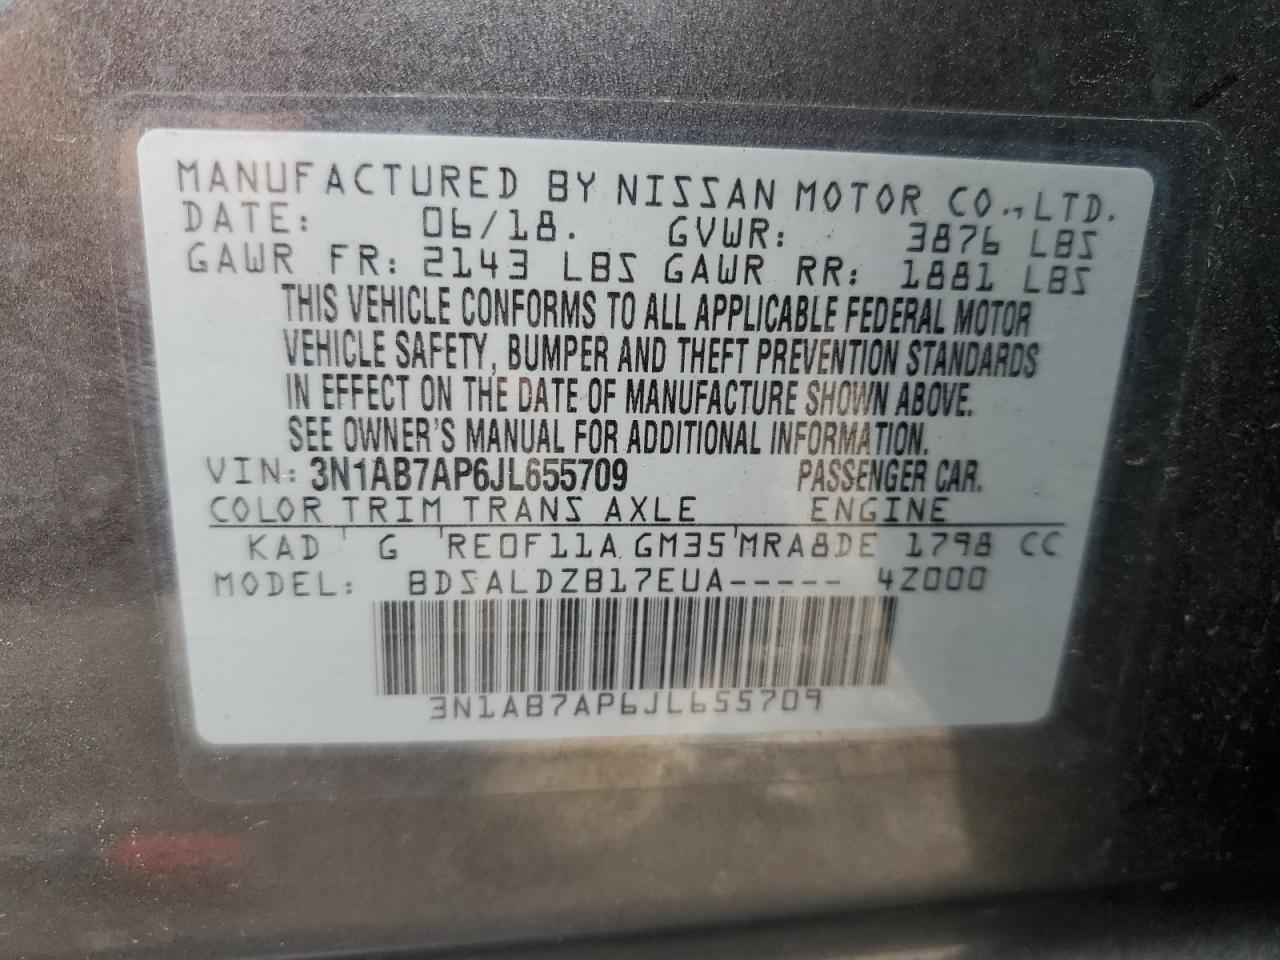 MANUFACTURED BY NISSAN MOTOR CO., LTD.
DATE: 06/18. GVWR: 3876 LBS
GAWR FR: 2143 LBS GAWR RR: 1881 LBS
THIS VEHICLE CONFORMS TO ALL APPLICABLE FEDERAL MOTOR
VEHICLE SAFETY, BUMPER AND THEFT PREVENTION STANDARDS
IN EFFECT ON THE DATE OF MANUFACTURE SHOWN ABOVE.
SEE OWNER'S MANUAL FOR ADDITIONAL INFORMATION.
VIN: 3N1AB7AP6JL655709 PASSENGER CAR.
COLOR TRIM TRANS AXLE ENGINE
KAD ' G ' RE0F11A GM35 ' MRA8DE 1798 CC
MODEL: BDSALDZB17EUA----- 4Z000
3N1AB7AP6JL655709